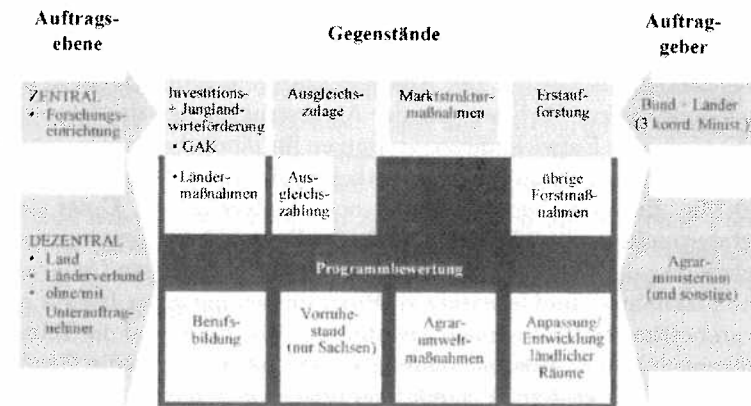 Auftrags-
ebene
Gegenstände
Auftrag-
geber
ZENTRAL
• Forschungs-
einrichtung
Investitions-
+ Jungland-
wirteförderung
• GAK
Ausgleichs-
zulage
Marktstruktur-
maßnahmen
Erstauf-
forstung
Bund + Länder
(3 koord. Minist.)
•Länder-
maßnahmen
Aus-
gleichs-
zahlung
übrige
Forstmaß-
nahmen
DEZENTRAL
• Land
• Länderverbund
• ohne/mit
Unterauftrag-
nehmer
Programmbewertung
Agrar-
ministerium
(und sonstige)
Berufs-
bildung
Vorruhe-
stand
(nur Sachsen)
Agrar-
umwelt-
maßnahmen
Anpassung/
Entwicklung
ländlicher
Räume